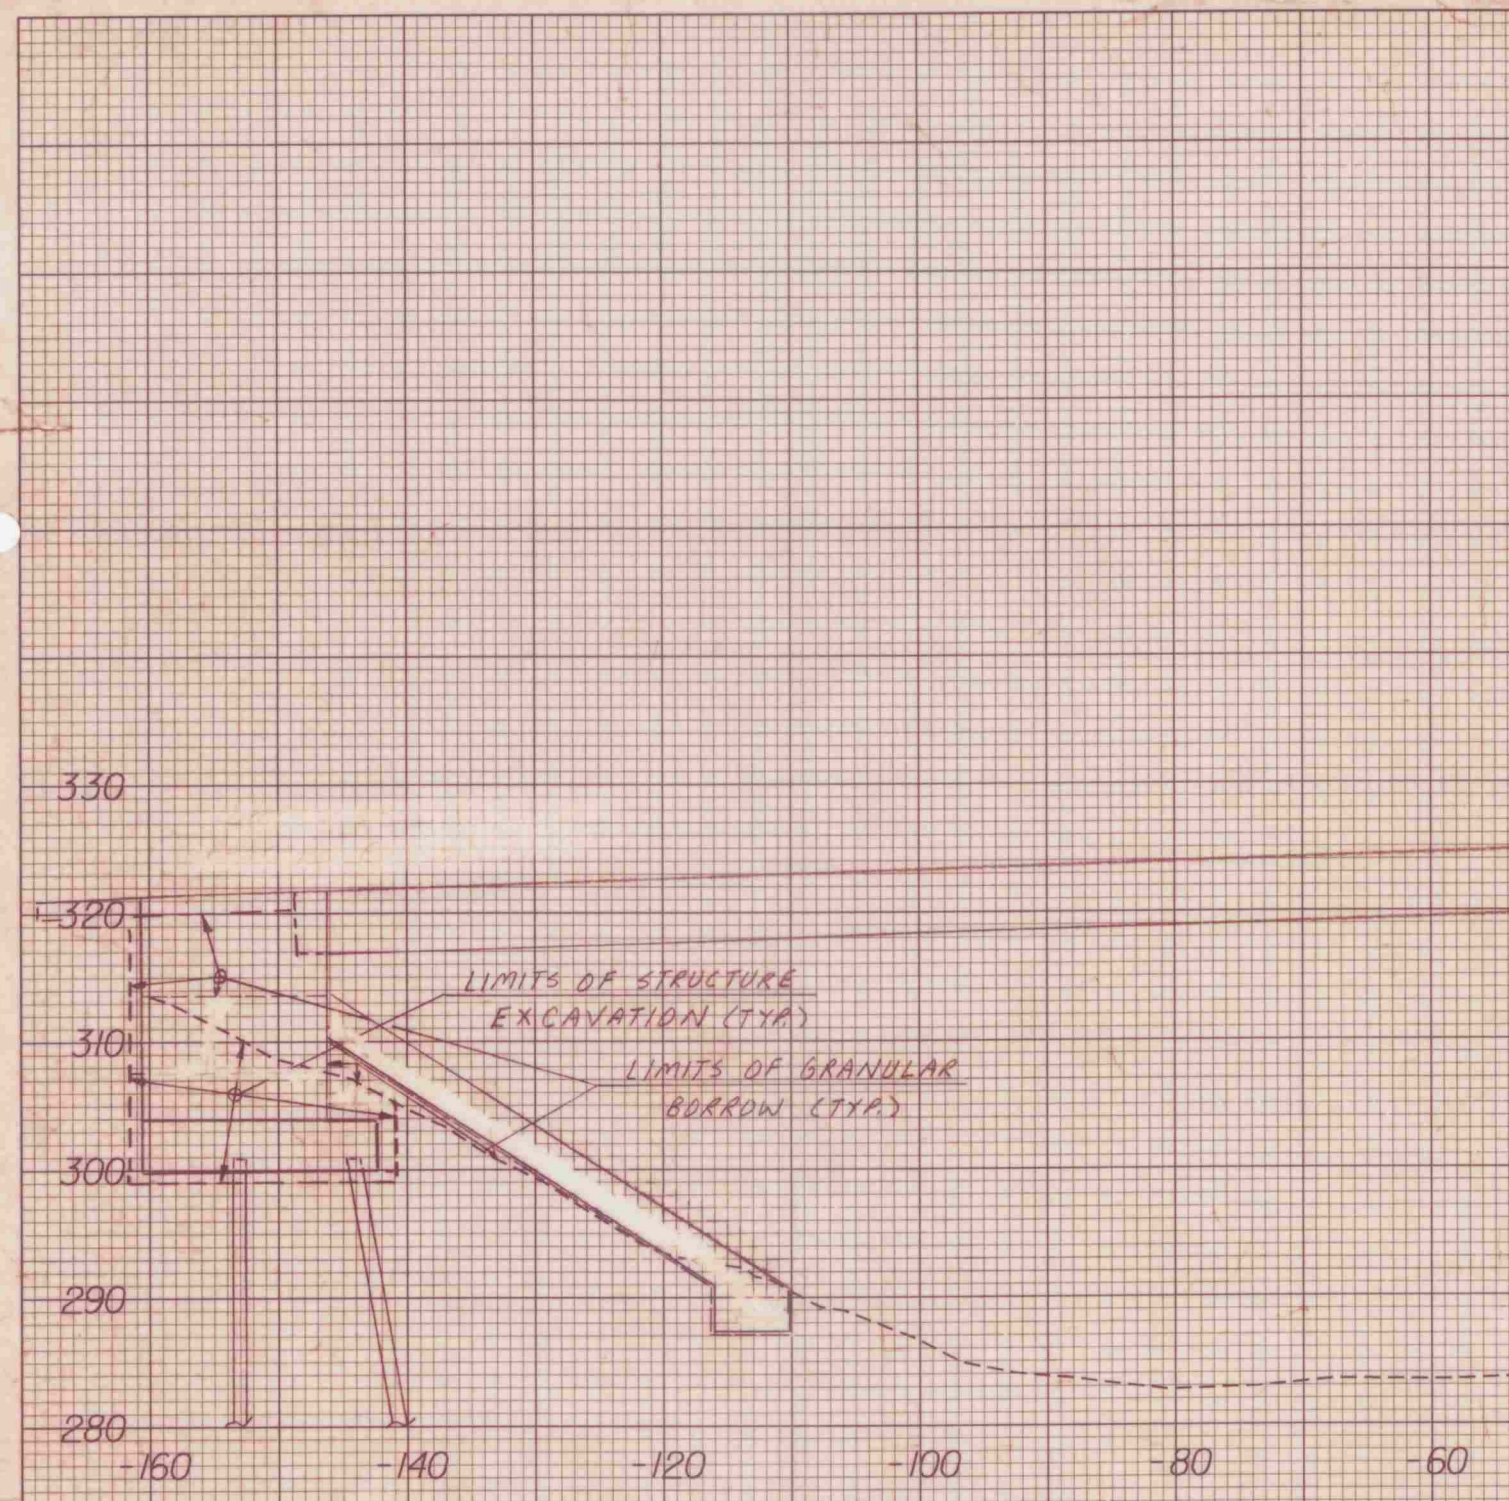 330
320
LIMITS OF STRUCTURE
EXCAVATION (TYP.)
310
LIMITS OF GRANULAR
BORROW (TYP.)
300
290
280
-160 -140 -120 -100 -80 -60